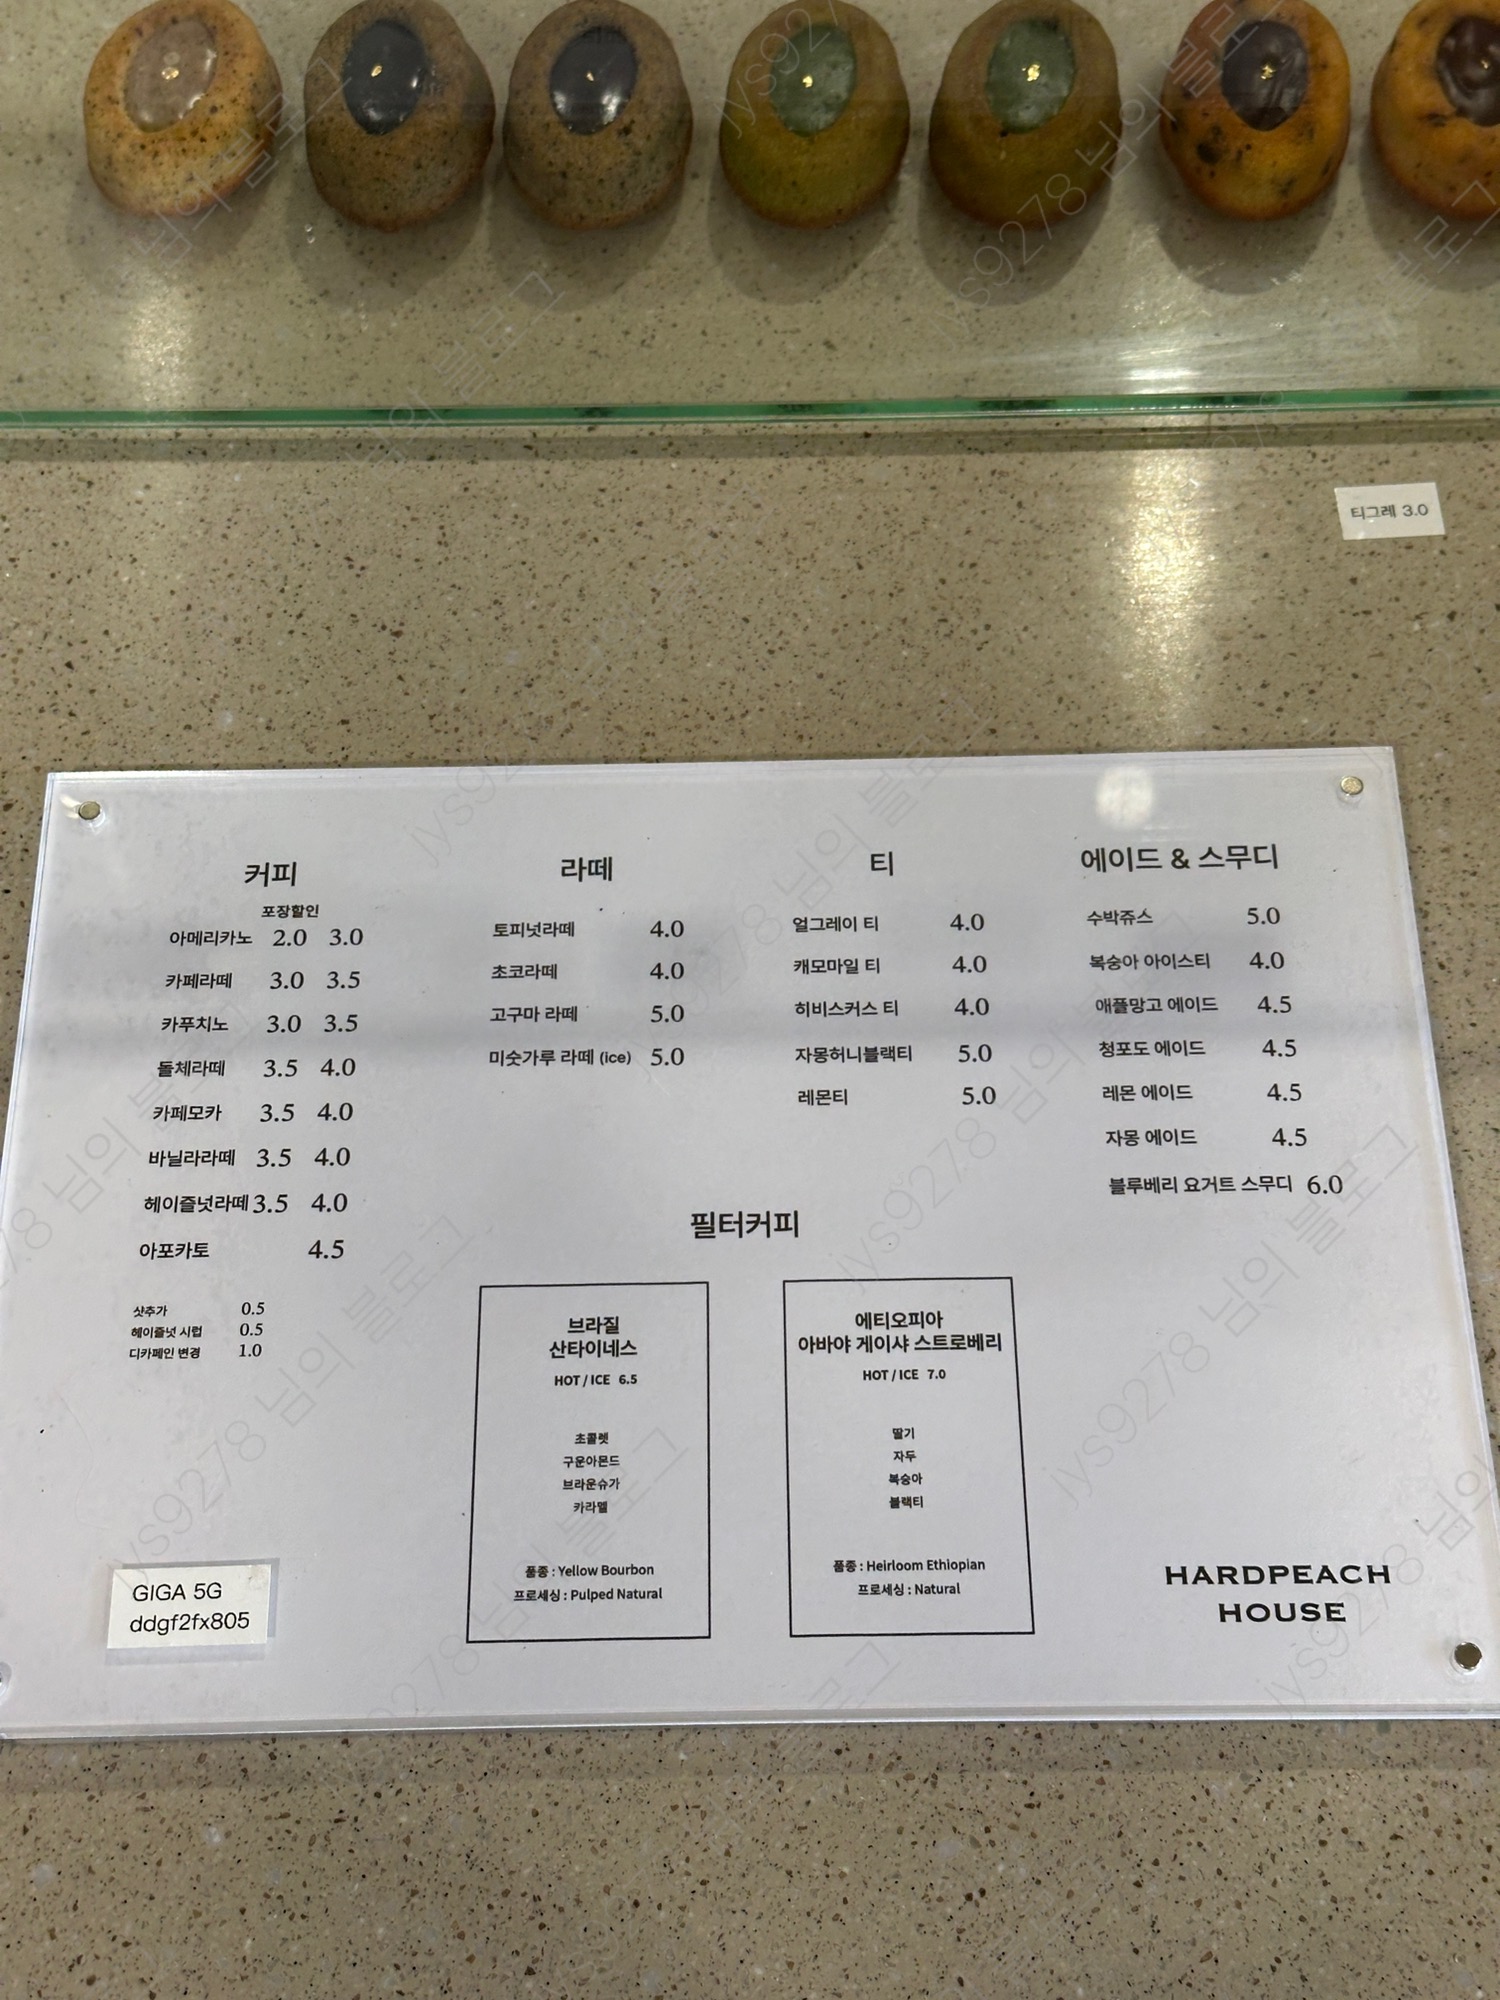 티그레 3.0
커피
포장할인
아메리카노 2.0 3.0
카페라떼 3.0 3.5
카푸치노 3.0 3.5
돌체라떼 3.5 4.0
카페모카 3.5 4.0
바닐라라떼 3.5 4.0
헤이즐넛라떼 3.5 4.0
아포카토 4.5
샷추가 0.5
헤이즐넛 시럽 0.5
디카페인 변경 1.0
라떼
토피넛라떼 4.0
초코라떼 4.0
고구마 라떼 5.0
미숫가루 라떼 (ice) 5.0
티
얼그레이 티 4.0
캐모마일 티 4.0
히비스커스 티 4.0
자몽허니블랙티 5.0
레몬티 5.0
에이드 & 스무디
수박쥬스 5.0
복숭아 아이스티 4.0
애플망고 에이드 4.5
청포도 에이드 4.5
레몬 에이드 4.5
자몽 에이드 4.5
블루베리 요거트 스무디 6.0
필터커피
브라질
산타이네스
HOT / ICE 6.5
초콜렛
구운아몬드
브라운슈가
카라멜
품종 : Yellow Bourbon
프로세싱 : Pulped Natural
에티오피아
아바야 게이샤 스트로베리
HOT / ICE 7.0
딸기
자두
복숭아
블랙티
품종 : Heirloom Ethiopian
프로세싱 : Natural
GIGA 5G
ddgf2fx805
HARDPEACH
HOUSE
jys9278 님의 블로그